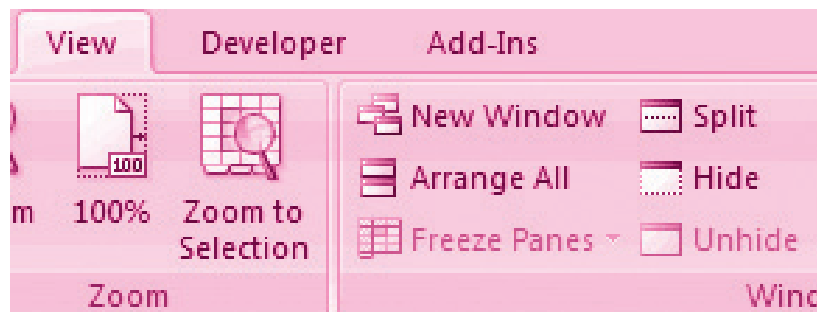 View Developer Add-Ins
100
m 100% Zoom to
Selection
Zoom
New Window Split
Arrange All Hide
Freeze Panes Unhide
Wind